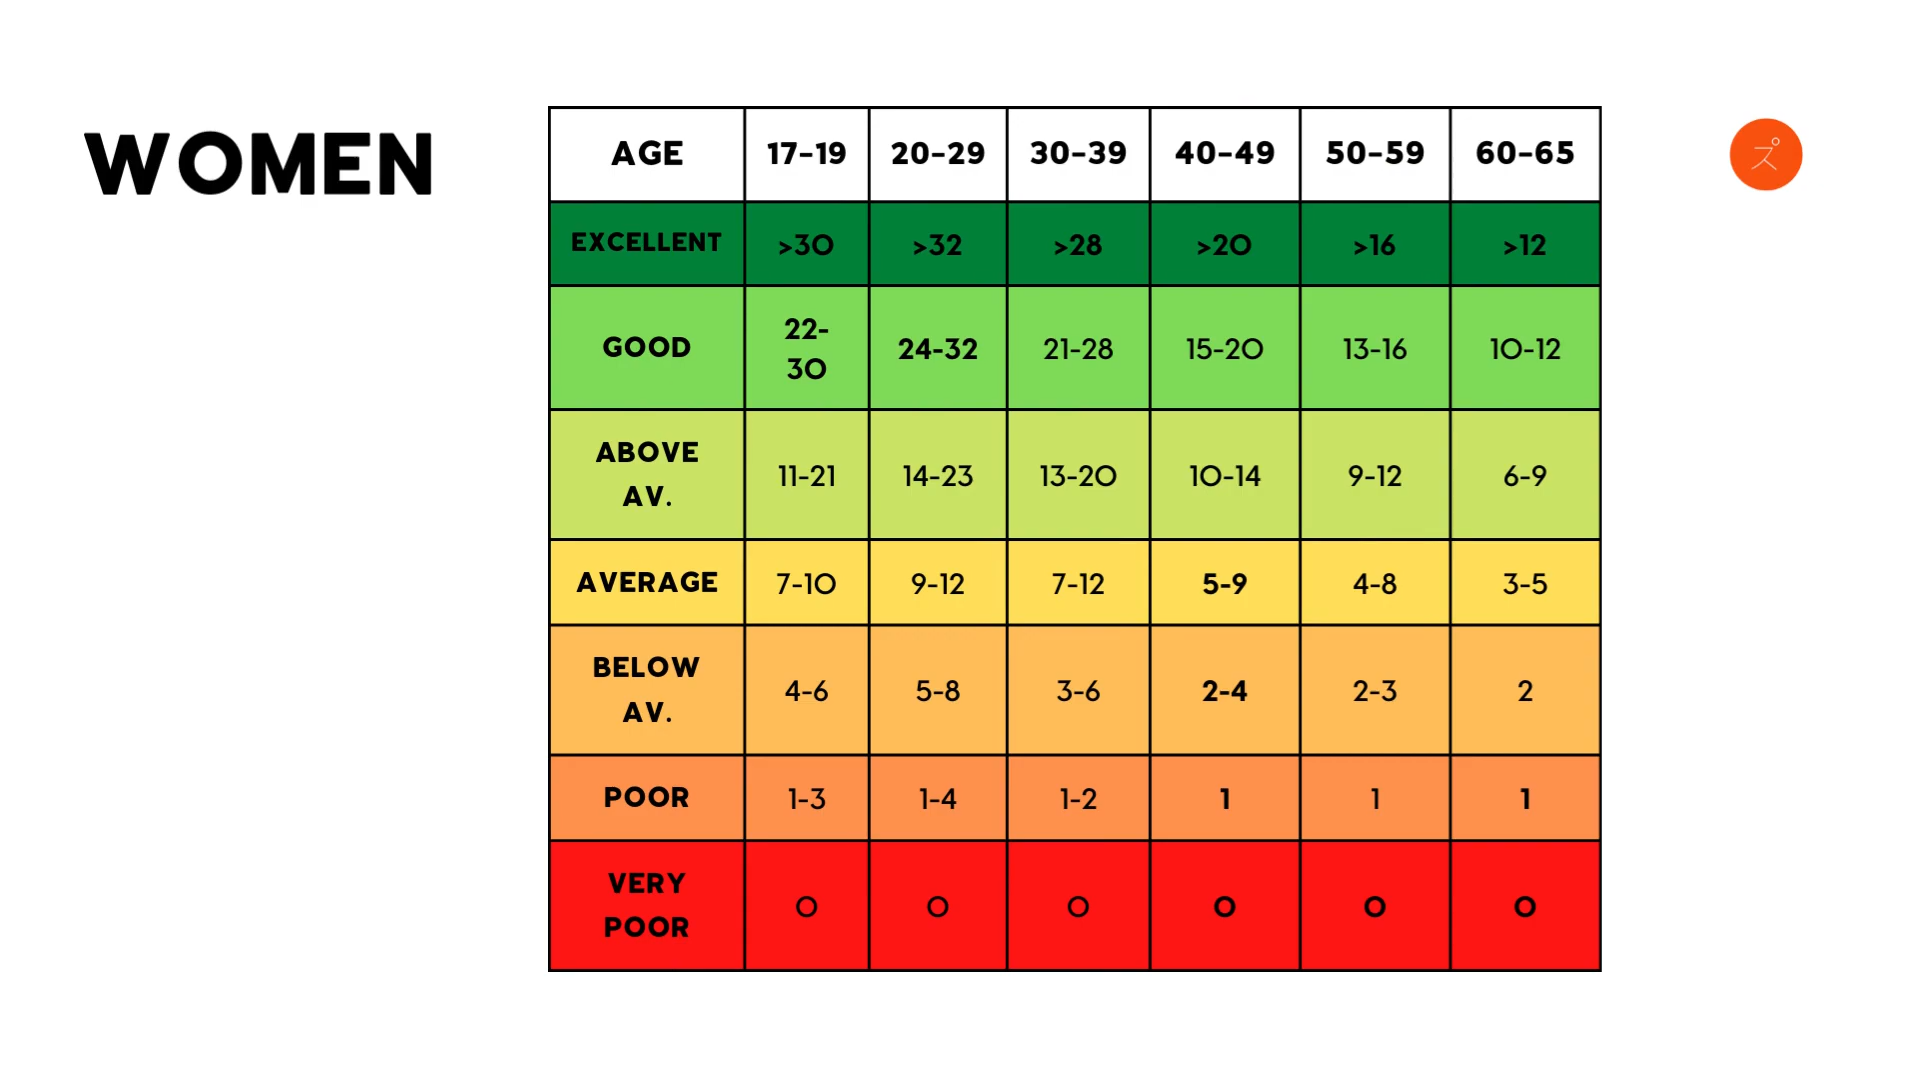 WOMEN
AGE 17-19 20-29 30-39 40-49 50-59 60-65
EXCELLENT >30 >32 >28 >20 >16 >12
GOOD 22-30 24-32 21-28 15-20 13-16 10-12
ABOVE AV. 11-21 14-23 13-20 10-14 9-12 6-9
AVERAGE 7-10 9-12 7-12 5-9 4-8 3-5
BELOW AV. 4-6 5-8 3-6 2-4 2-3 2
POOR 1-3 1-4 1-2 1 1 1
VERY POOR 0 0 0 0 0 0